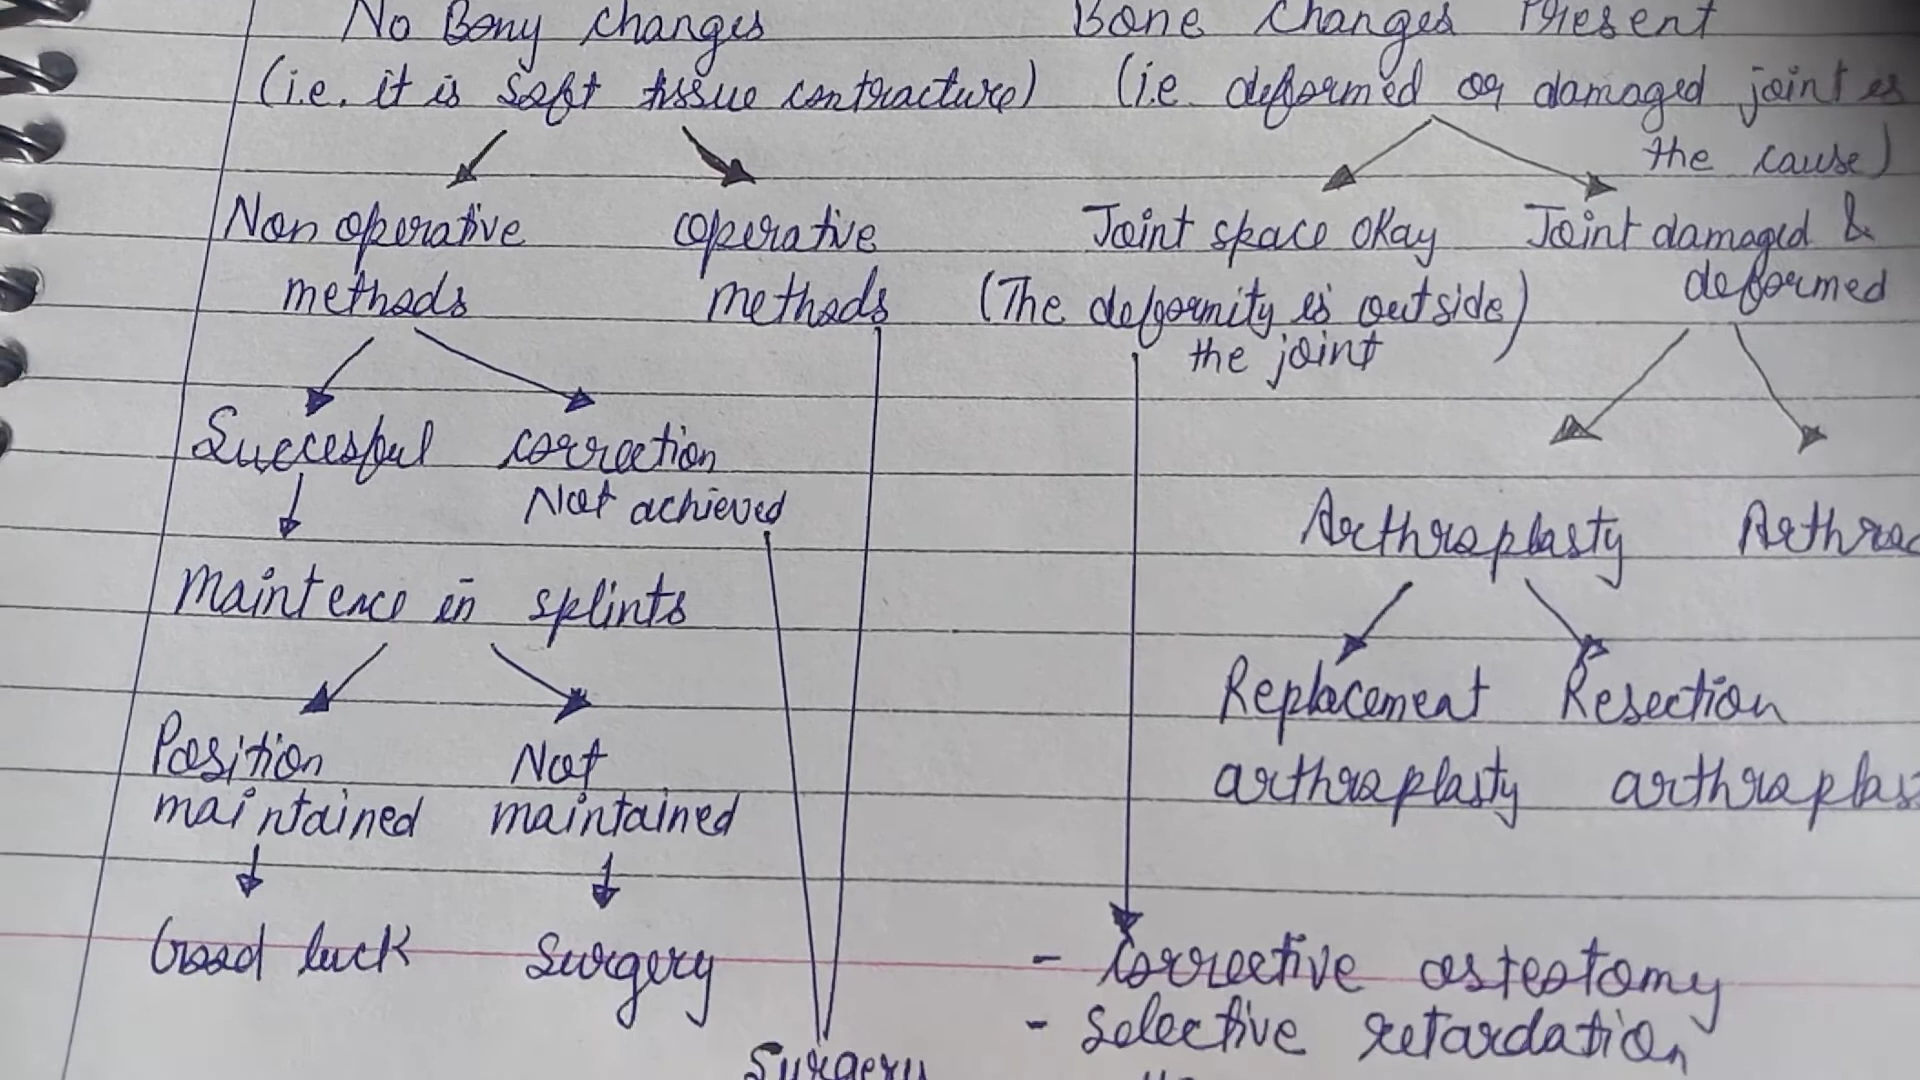 No Bony changes
(i.e. it is soft tissue contracture)
Non operative methods
operative methods
Succesful
correction Not achieved
maintence in splints
Position maintained
Not maintained
Good luck
Surgery
Surgery
Bone changes Present
(i.e deformed or damaged joint is the cause)
Joint space okay
(The deformity is outside the joint)
Joint damaged & deformed
Arthroplasty
Replacement arthroplasty
Resection
- Corrective osteotomy
- Selective retardation